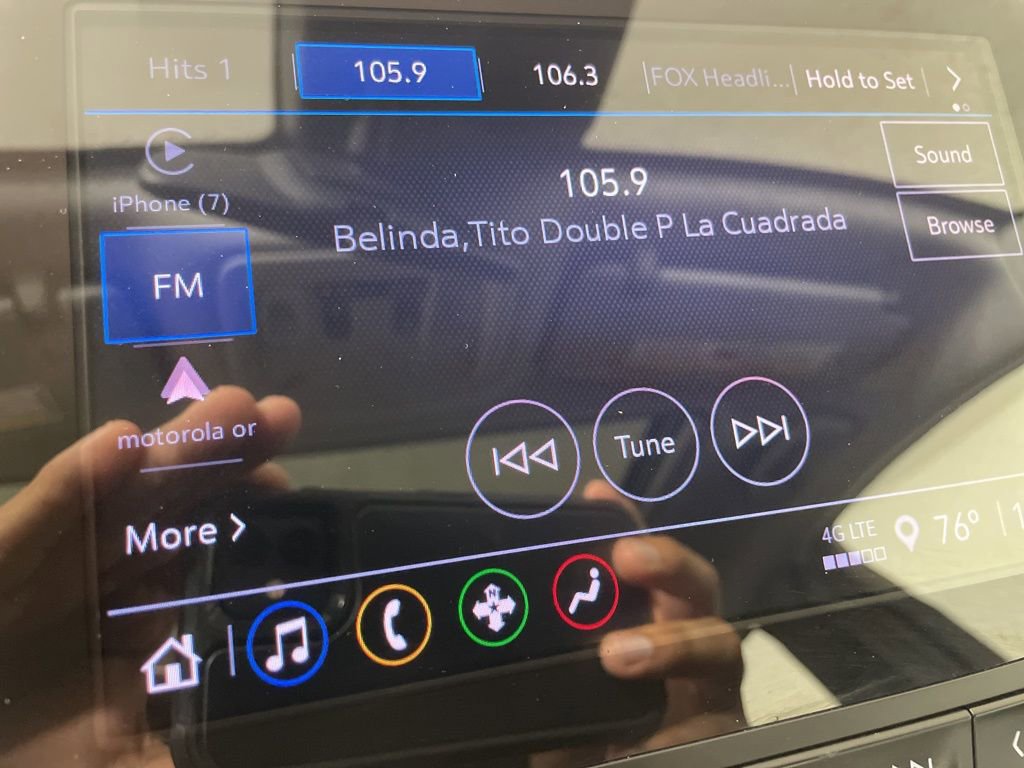 Hits 1
105.9
106.3
FOX Headli...
Hold to Set
iPhone (7)
FM
motorola or
More
105.9
Belinda,Tito Double P La Cuadrada
Sound
Browse
Tune
4G LTE
76°
N